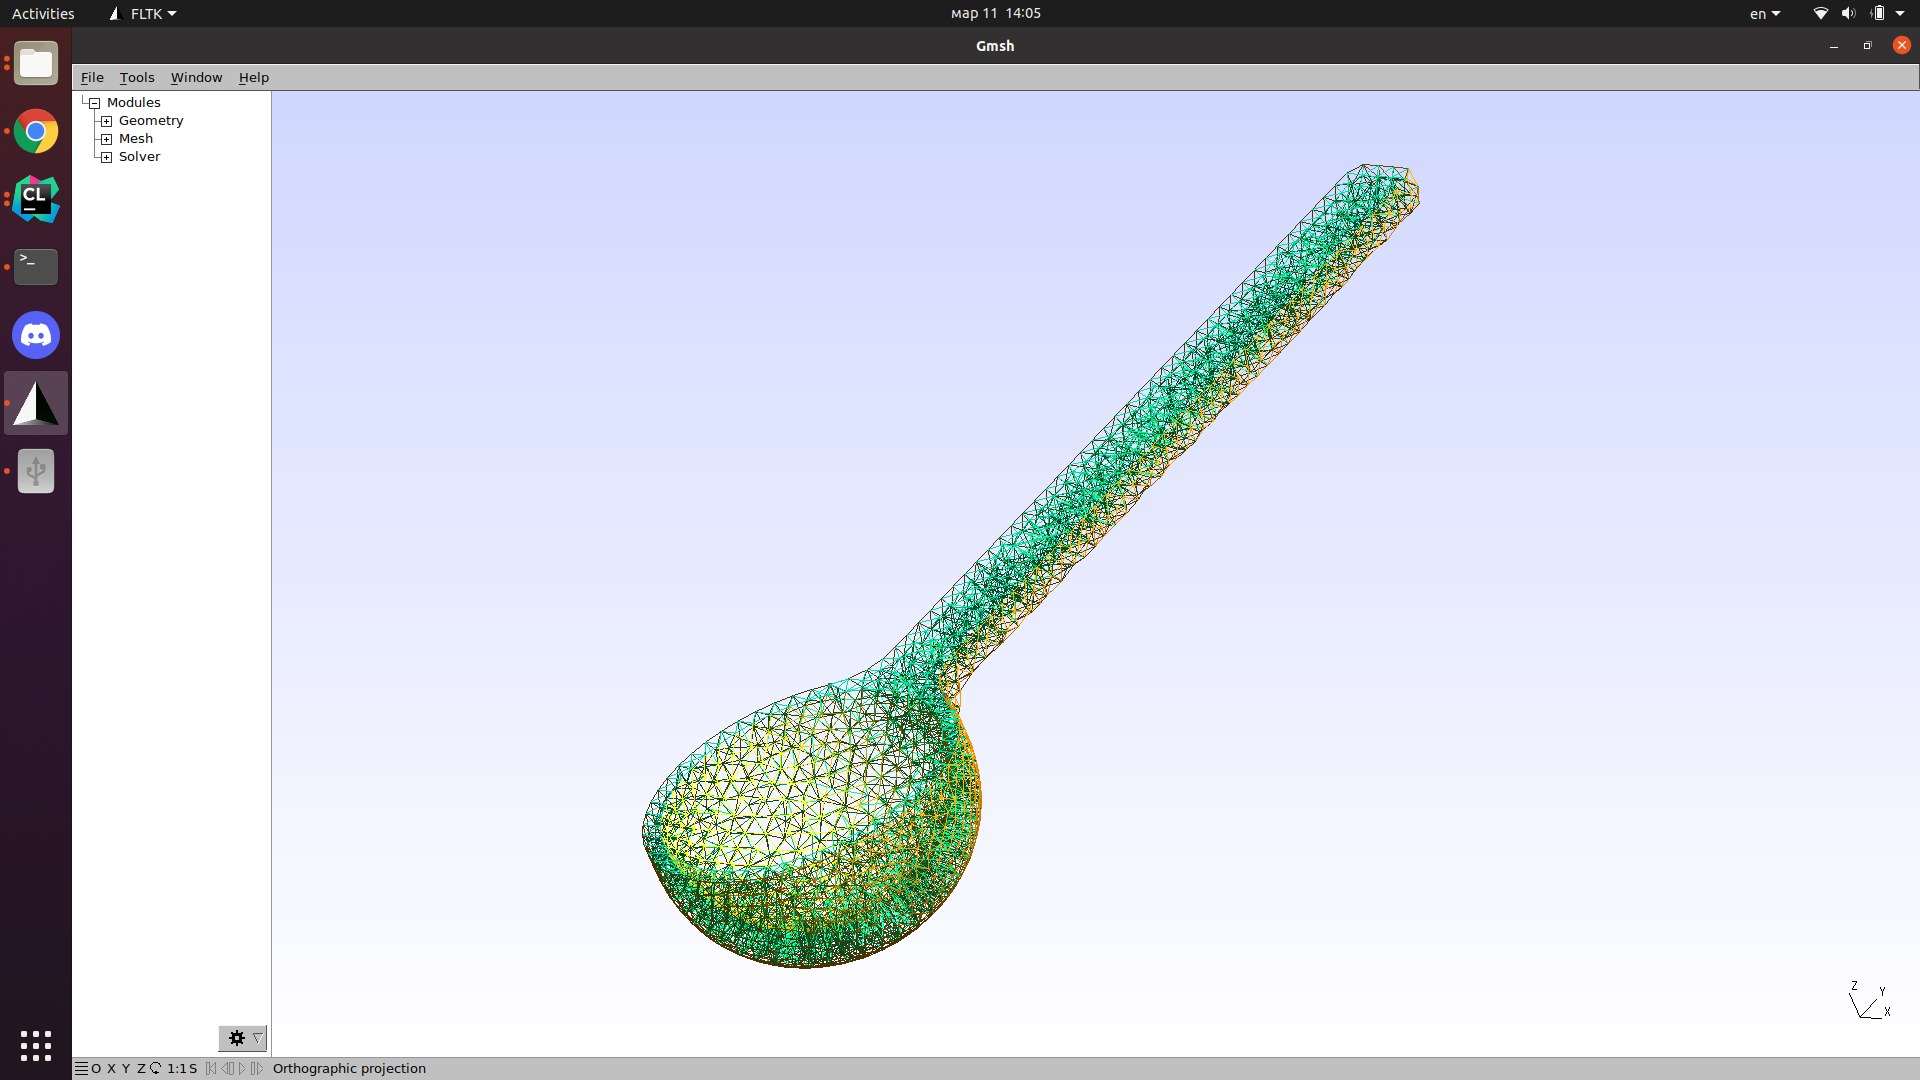 Activities FLTK мар 11 14:05 en
Gmsh
File Tools Window Help
Modules
Geometry
Mesh
Solver
CL
>_
Z
Y
X
O X Y Z 1:1 S Orthographic projection